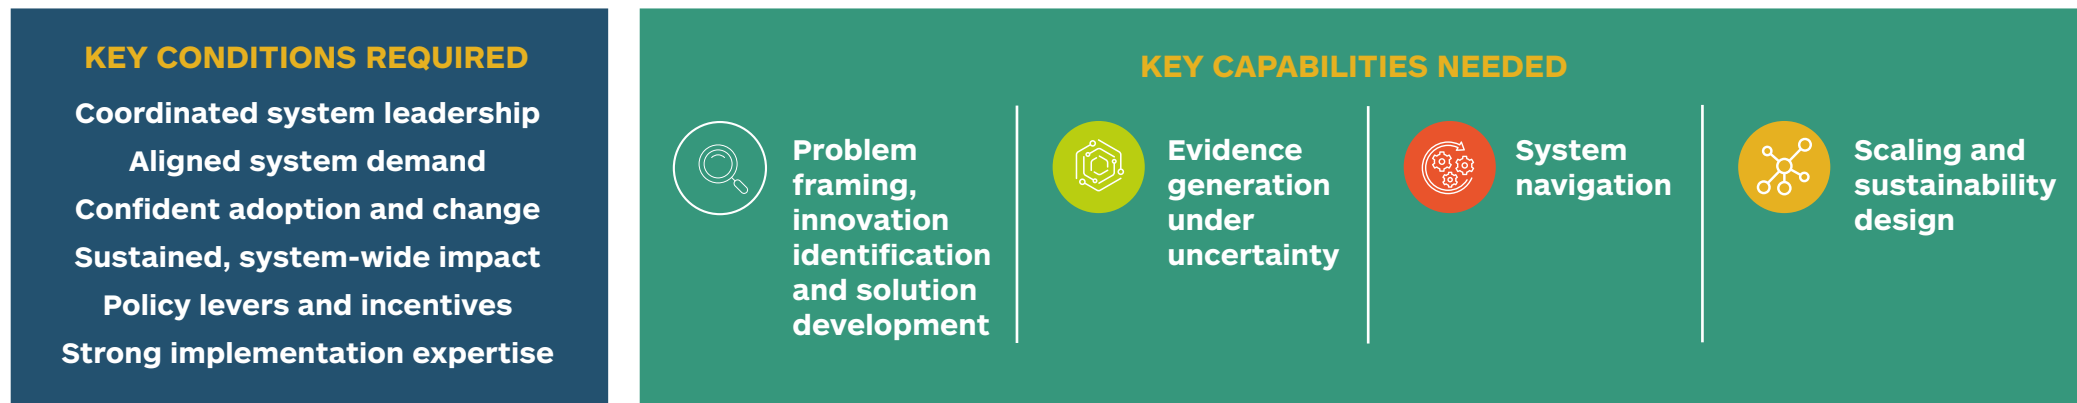 KEY CONDITIONS REQUIRED
Coordinated system leadership
Aligned system demand
Confident adoption and change
Sustained, system-wide impact
Policy levers and incentives
Strong implementation expertise
KEY CAPABILITIES NEEDED
Problem
framing,
innovation
identification
and solution
development
Evidence
generation
under
uncertainty
System
navigation
Scaling and
sustainability
design